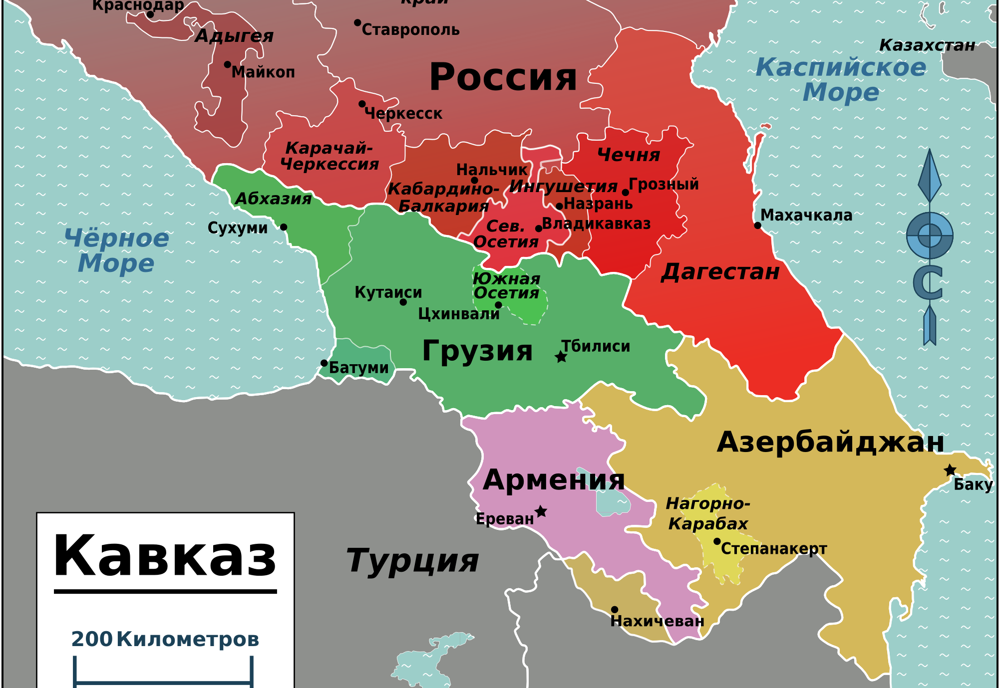 Краснодар
край
Ставрополь
Адыгея
Казахстан
Майкоп
Россия
Каспийское
Море
Черкесск
Карачай-
Черкессия
Чечня
Нальчик
Кабардино-
Балкария
Ингушетия
Грозный
Назрань
Абхазия
Сухуми
Махачкала
Сев.
Осетия
Владикавказ
Чёрное
Море
Дагестан
С
Южная
Осетия
Кутаиси
Цхинвали
Грузия
Тбилиси
Батуми
Азербайджан
Армения
Баку
Нагорно-
Карабах
Ереван
Степанакерт
Турция
Нахичеван
Кавказ
200 Километров